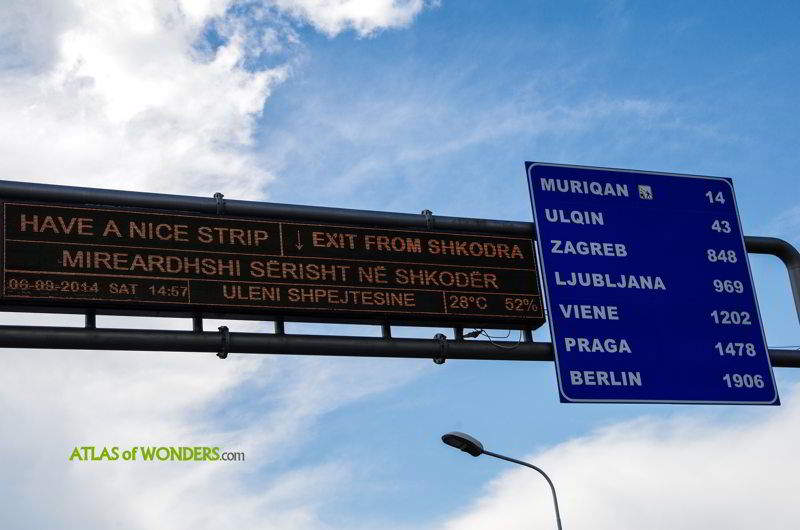 HAVE A NICE STRIP ↓ EXIT FROM SHKODRA
MIREARDHSHI SËRISHT NË SHKODËR
06-09-2014 SAT 14:57 ULENI SHPEJTESINE 28°C 52%
MURIQAN 14
ULQIN 43
ZAGREB 848
LJUBLJANA 969
VIENE 1202
PRAGA 1478
BERLIN 1906
ATLAS of WONDERS.com